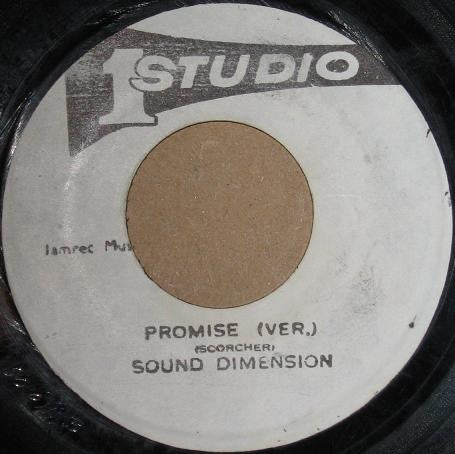 1 STUDIO
Jamrec Mus
PROMISE (VER.)
(SCORCHER)
SOUND DIMENSION